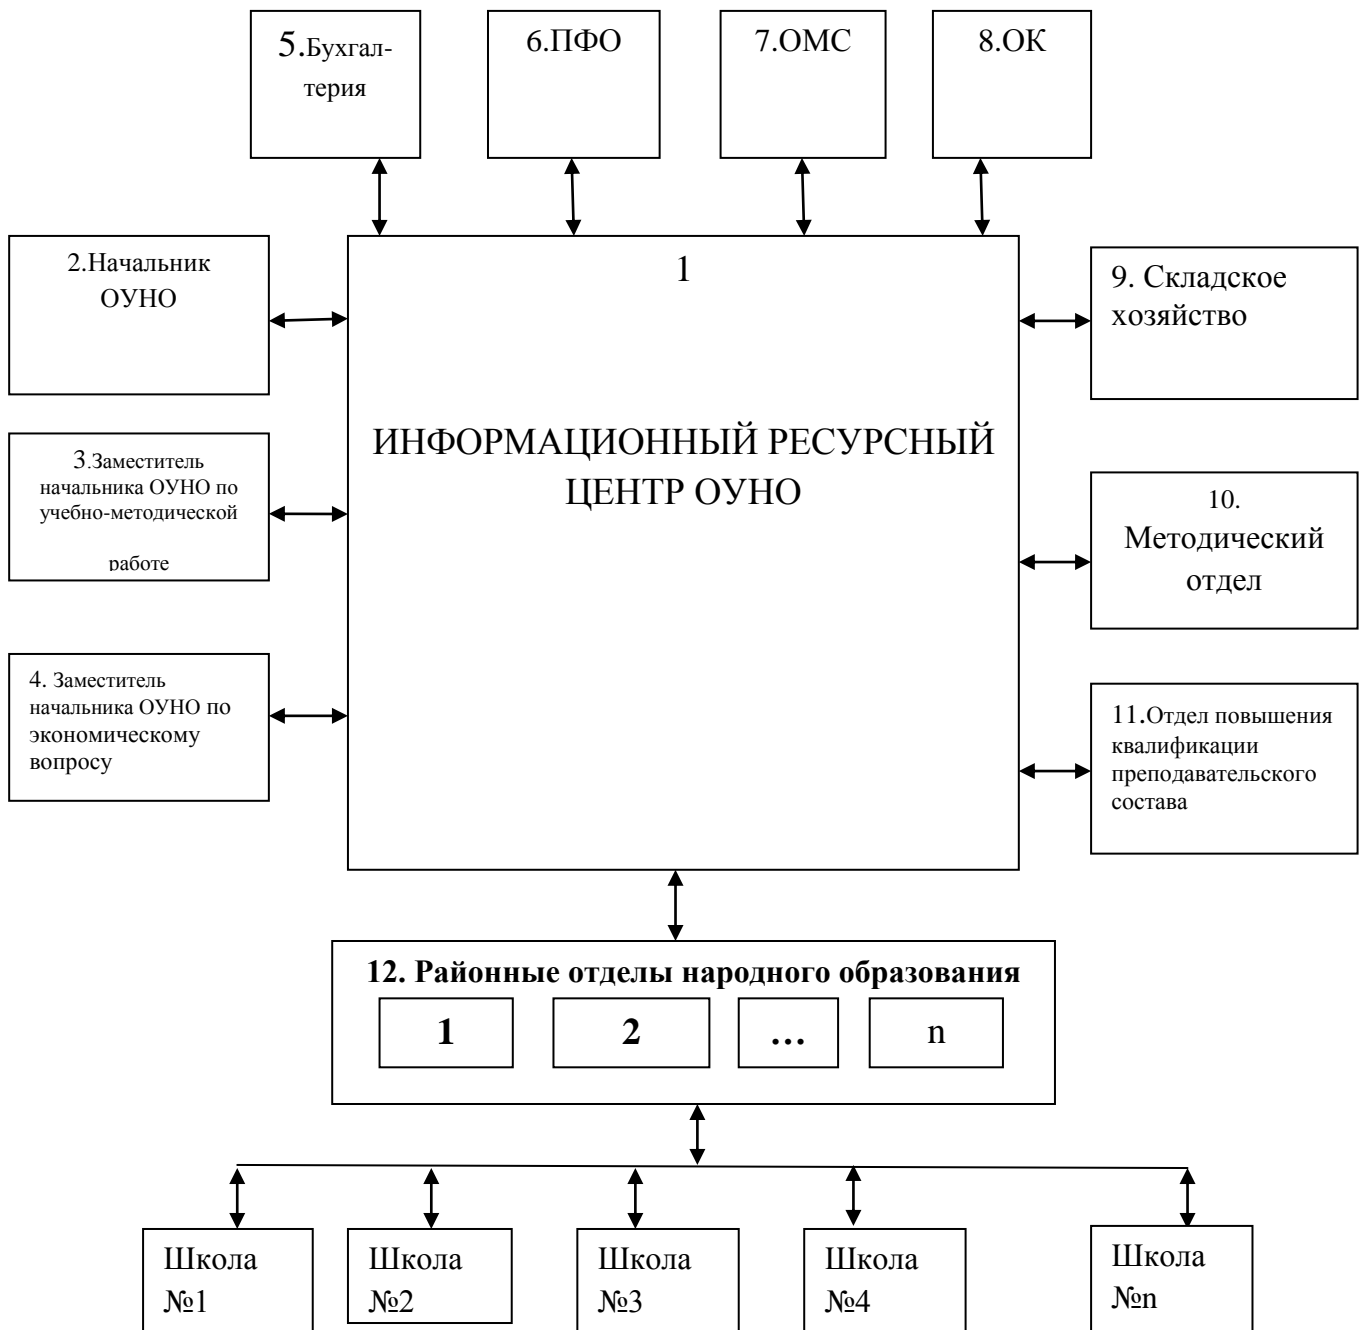 5.Бухгал-
терия
6.ПФО
7.ОМС
8.ОК
2.Начальник
ОУНО
1
ИНФОРМАЦИОННЫЙ РЕСУРСНЫЙ
ЦЕНТР ОУНО
9. Складское
хозяйство
3.Заместитель
начальника ОУНО по
учебно-методической
работе
10.
Методический
отдел
4. Заместитель
начальника ОУНО по
экономическому
вопросу
11.Отдел повышения
квалификации
преподавательского
состава
12. Районные отделы народного образования
1
2
...
n
Школа
№1
Школа
№2
Школа
№3
Школа
№4
Школа
№n